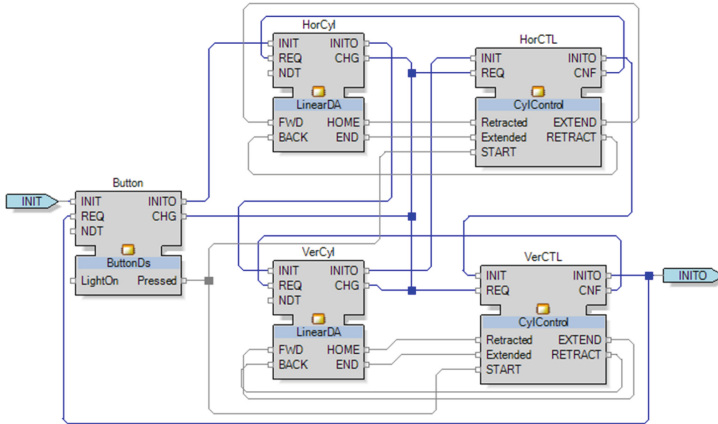 HorCyl
INIT INITO
REQ CHG
NDT
LinearDA
FWD HOME
BACK END
HorCTL
INIT INITO
REQ CNF
CylControl
Retracted EXTEND
Extended RETRACT
START
INIT
Button
INIT INITO
REQ CHG
NDT
ButtonDs
LightOn Pressed
VerCyl
INIT INITO
REQ CHG
NDT
LinearDA
FWD HOME
BACK END
VerCTL
INIT INITO
REQ CNF
CylControl
Retracted EXTEND
Extended RETRACT
START
INITO